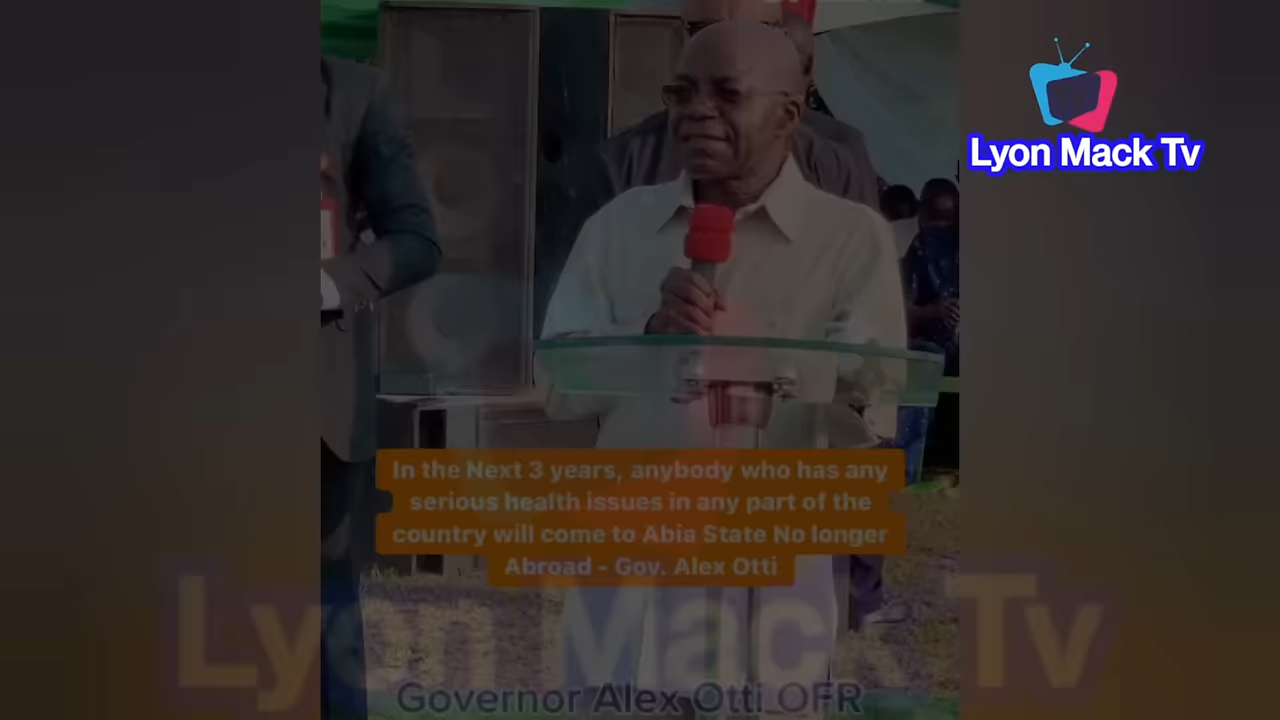 Lyon Mack Tv
In the Next 3 years, anybody who has any
serious health issues in any part of the
country will come to Abia State No longer
Abroad - Gov. Alex Otti
Lyon Mack Tv
Governor Alex Otti OFR